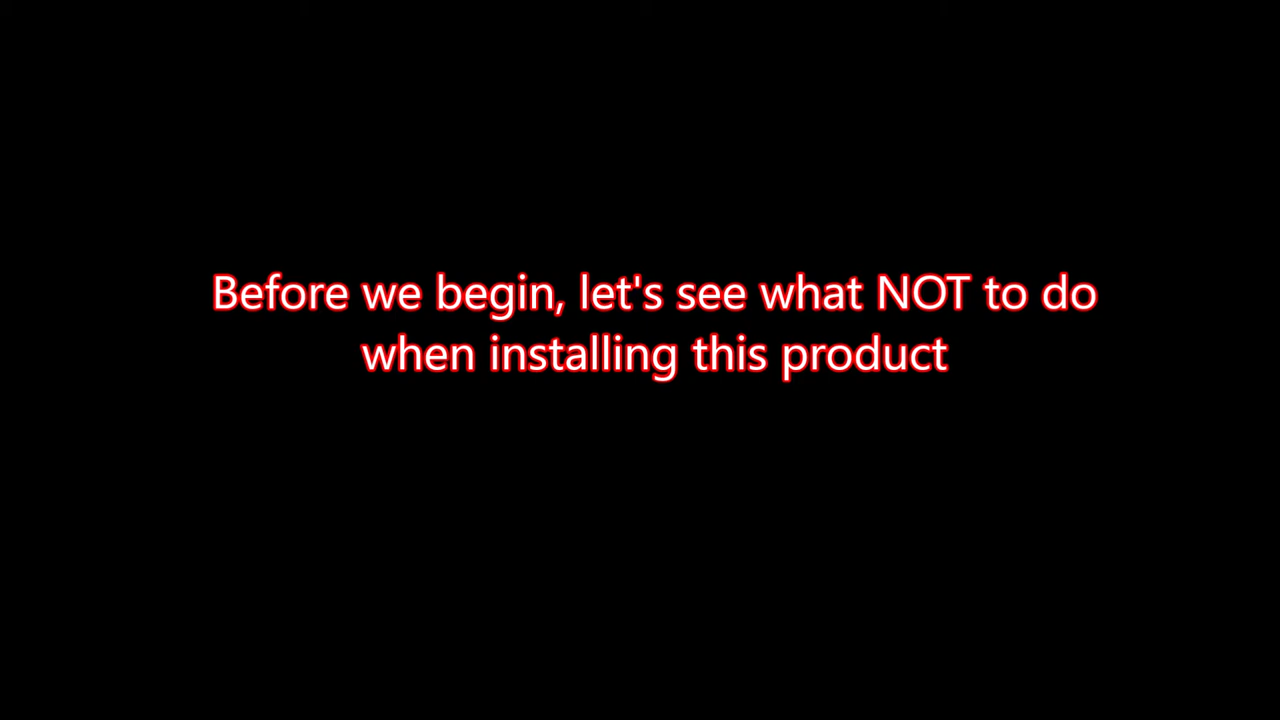 Before we begin, let's see what NOT to do
when installing this product